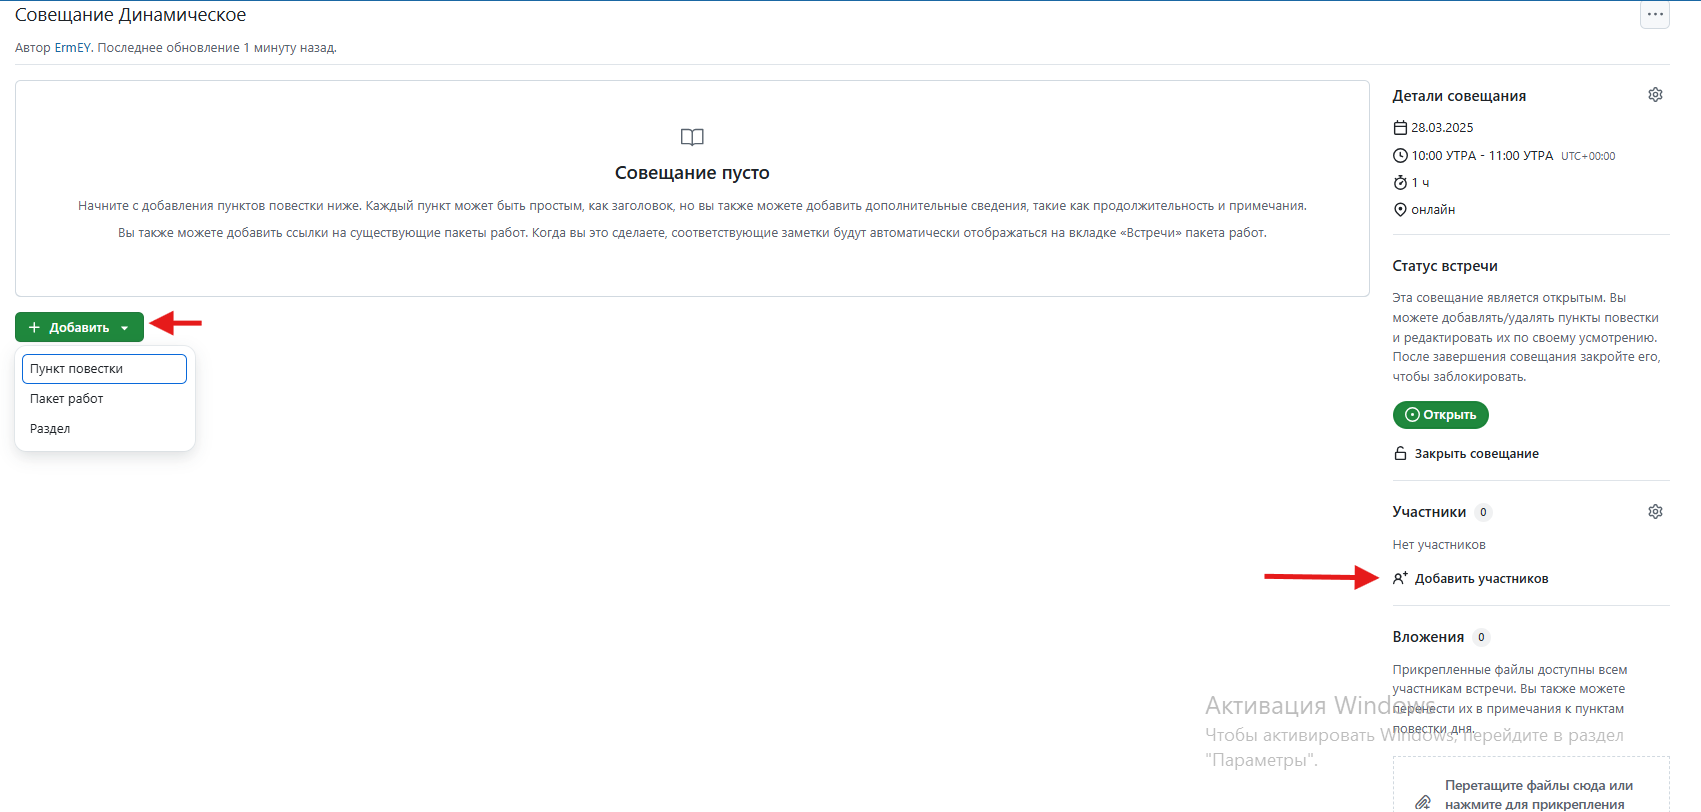 Совещание Динамическое
Автор ErmEY. Последнее обновление 1 минуту назад.
Совещание пусто
Начните с добавления пунктов повестки ниже. Каждый пункт может быть простым, как заголовок, но вы также можете добавить дополнительные сведения, такие как продолжительность и примечания.
Вы также можете добавить ссылки на существующие пакеты работ. Когда вы это сделаете, соответствующие заметки будут автоматически отображаться на вкладке «Встречи» пакета работ.
+ Добавить
Пункт повестки
Пакет работ
Раздел
Детали совещания
28.03.2025
10:00 УТРА - 11:00 УТРА UTC+00:00
1 ч
онлайн
Статус встречи
Эта совещание является открытым. Вы
можете добавлять/удалять пункты повестки
и редактировать их по своему усмотрению.
После завершения совещания закройте его,
чтобы заблокировать.
Открыть
Закрыть совещание
Участники 0
Нет участников
Добавить участников
Вложения 0
Прикрепленные файлы доступны всем
участникам встречи. Вы также можете
перенести их в примечания к пунктам
повестки дня.
Перетащите файлы сюда или
нажмите для прикрепления
Активация Windows
Чтобы активировать Windows, перейдите в раздел
"Параметры".